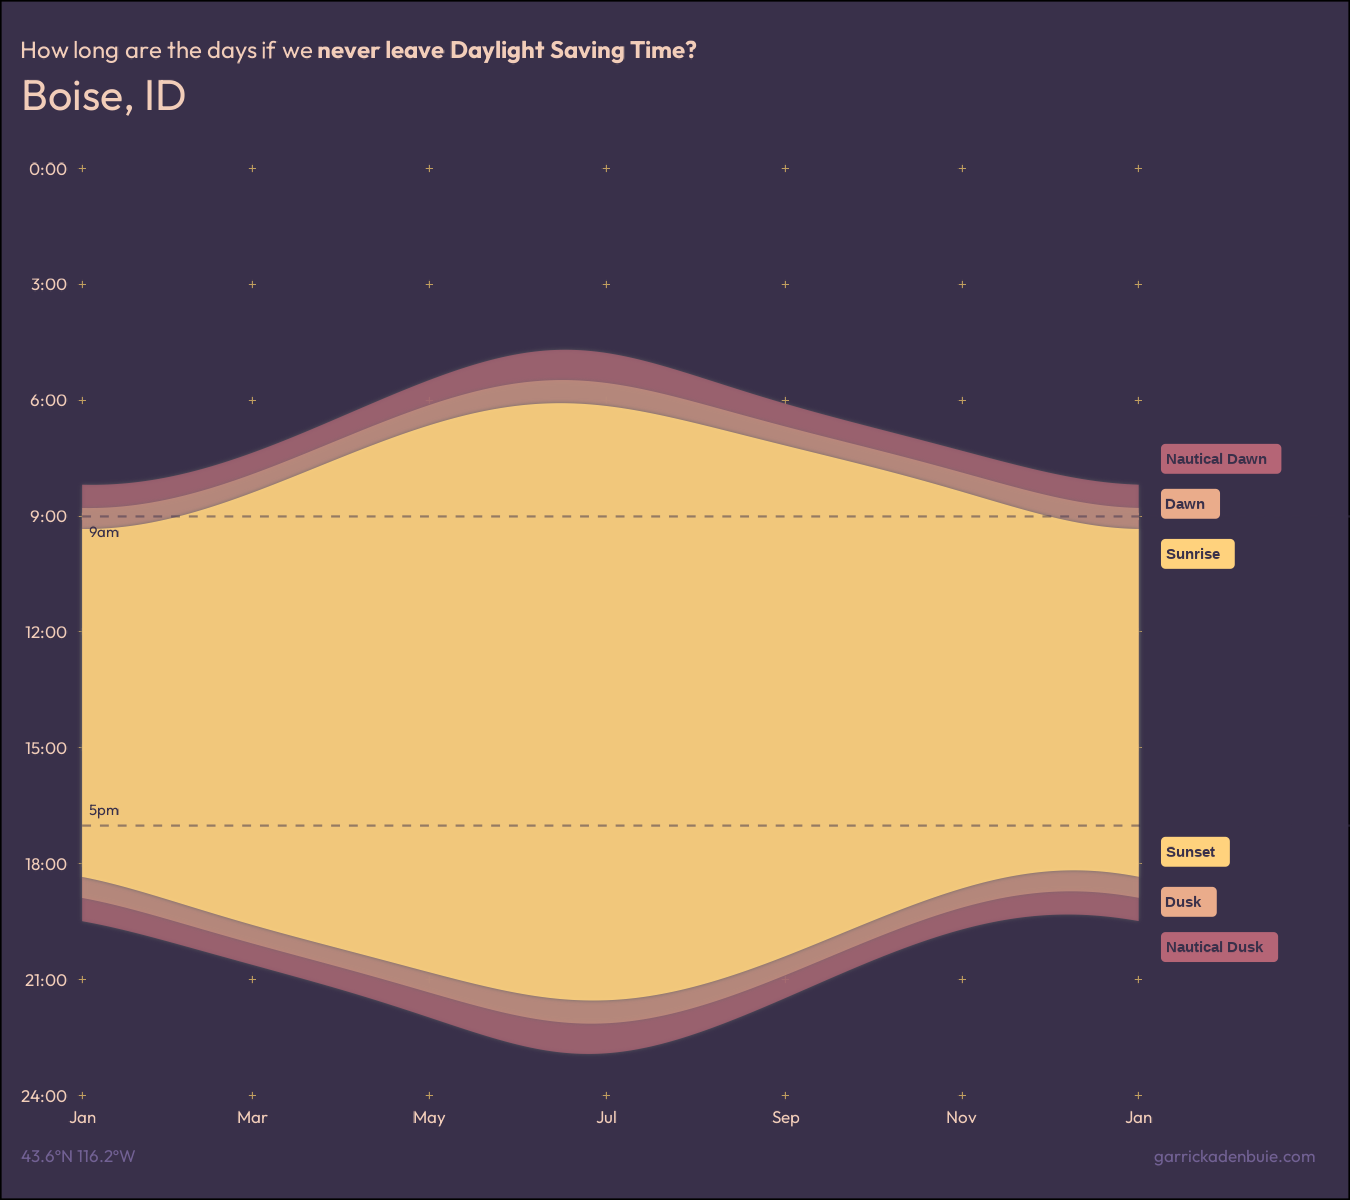 How long are the days if we never leave Daylight Saving Time?
Boise, ID
0:00
3:00
6:00
Nautical Dawn
Dawn
9:00
9am
Sunrise
12:00
15:00
5pm
Sunset
18:00
Dusk
Nautical Dusk
21:00
24:00
Jan Mar May Jul Sep Nov Jan
43.6°N 116.2°W
garrickadenbuie.com